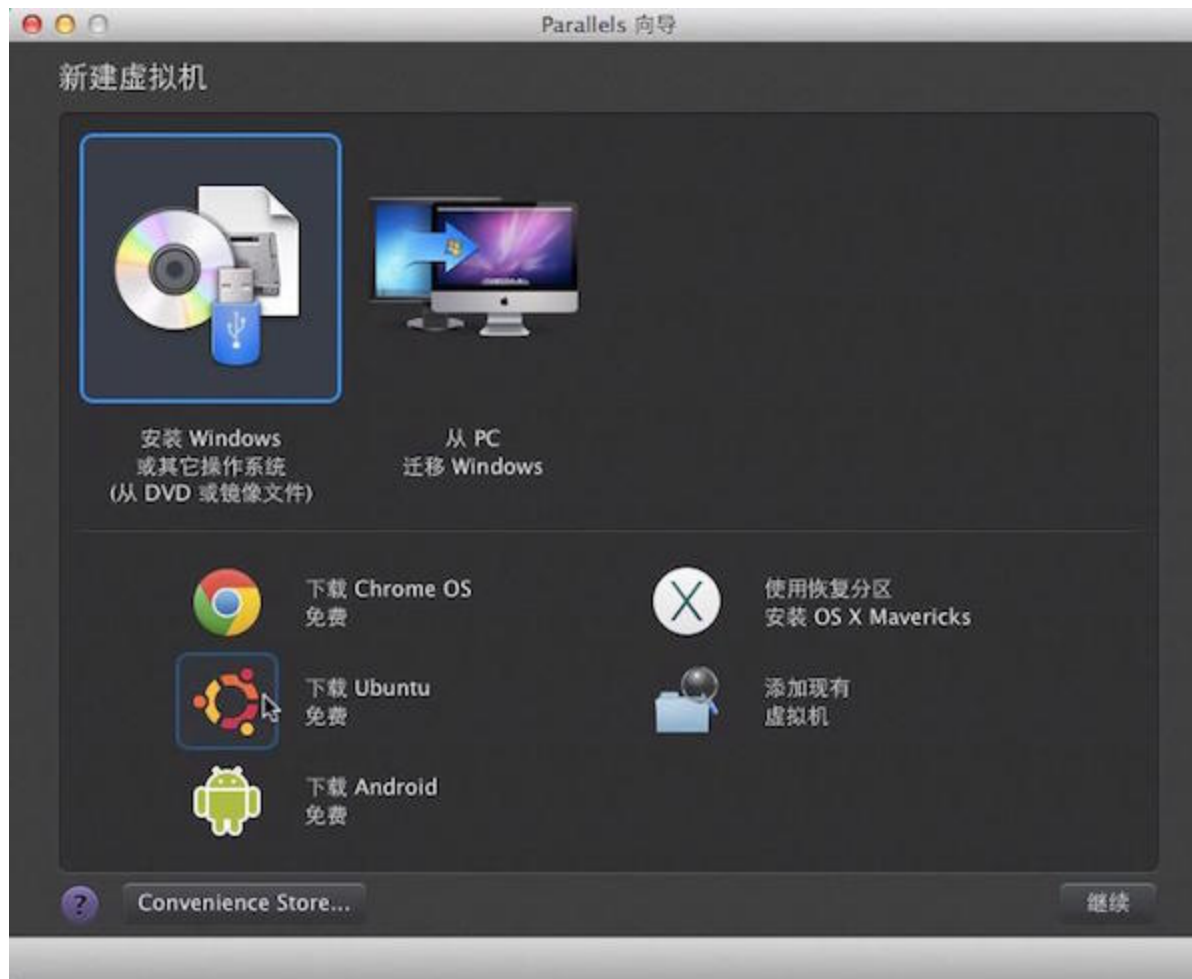 Parallels 向导
新建虚拟机
安装 Windows
或其它操作系统
(从 DVD 或镜像文件)
从 PC
迁移 Windows
下载 Chrome OS
免费
使用恢复分区
安装 OS X Mavericks
下载 Ubuntu
免费
添加现有
虚拟机
下载 Android
免费
?
Convenience Store...
继续